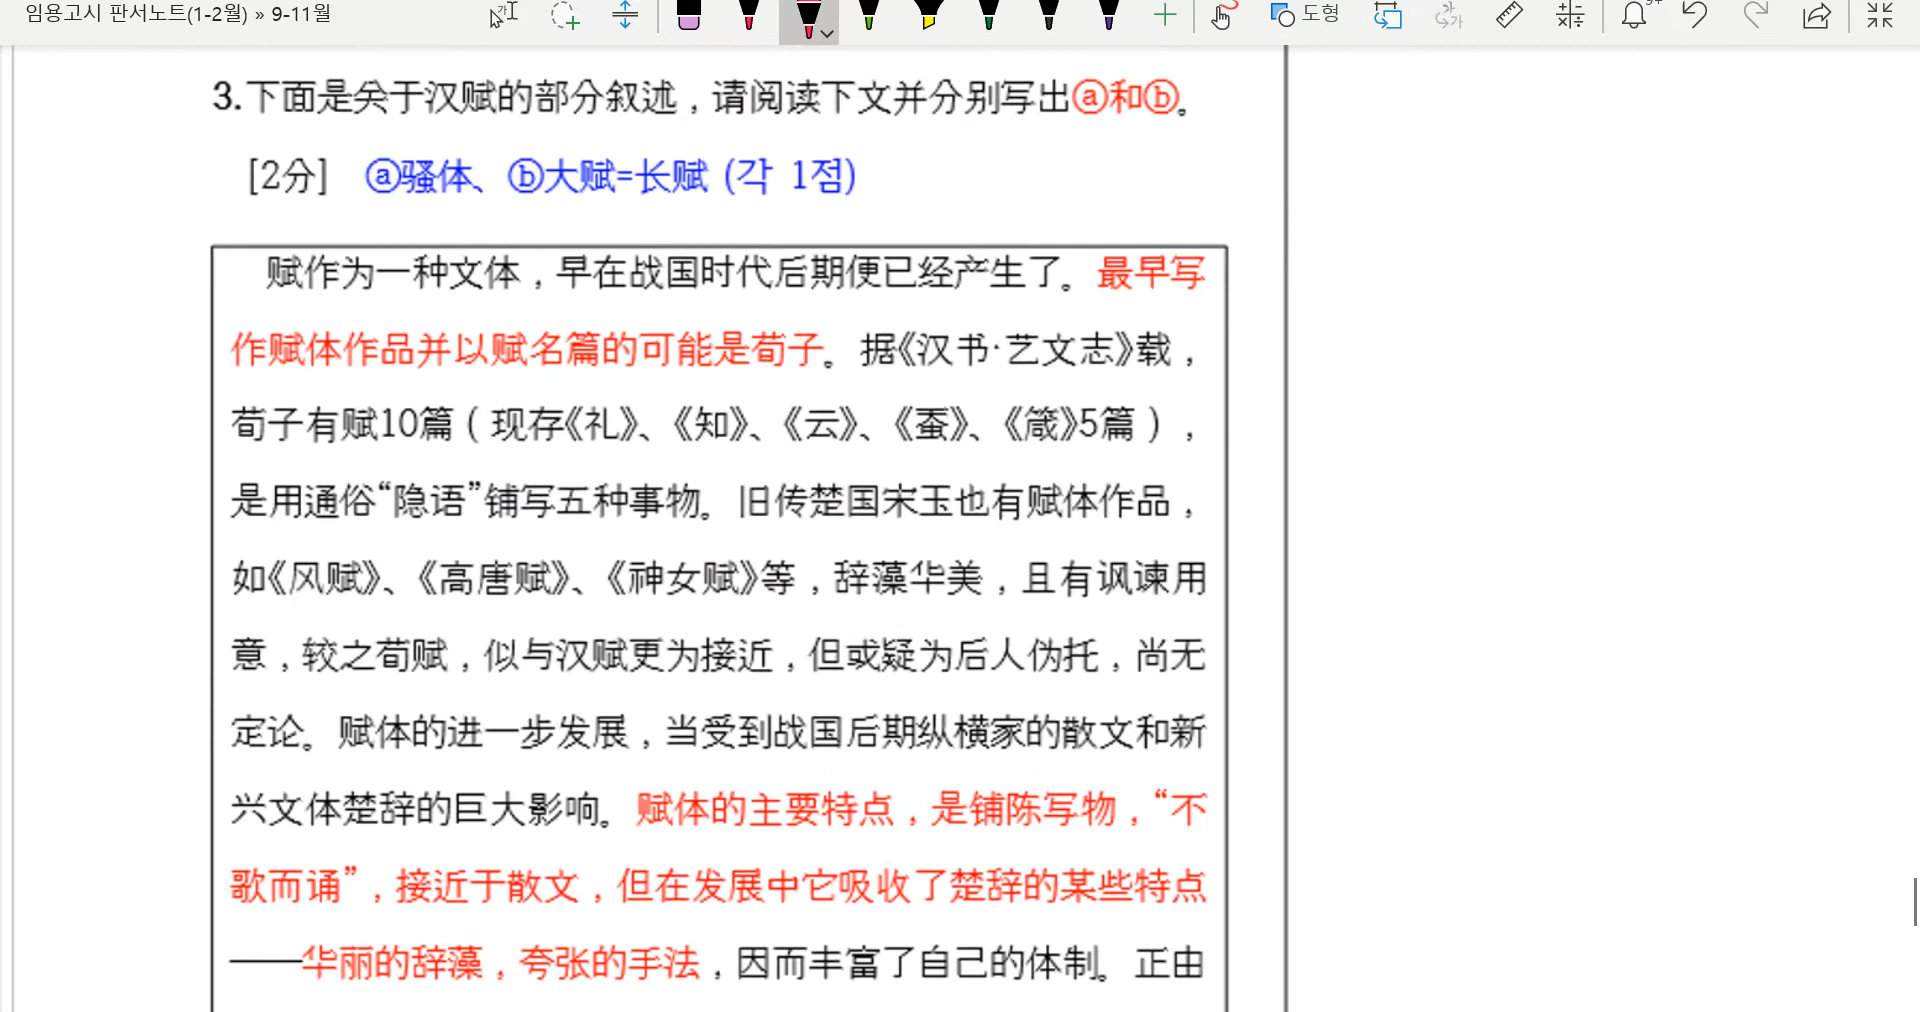 임용고시 판서노트(1-2월) » 9-11월
가
도형
가가
9+
3.下面是关于汉赋的部分叙述，请阅读下文并分别写出ⓐ和ⓑ。
[2分] ⓐ骚体、ⓑ大赋=长赋 (각 1점)
赋作为一种文体，早在战国时代后期便已经产生了。最早写
作赋体作品并以赋名篇的可能是荀子。据《汉书·艺文志》载，
荀子有赋10篇（现存《礼》、《知》、《云》、《蚕》、《箴》5篇），
是用通俗“隐语”铺写五种事物。旧传楚国宋玉也有赋体作品，
如《风赋》、《高唐赋》、《神女赋》等，辞藻华美，且有讽谏用
意，较之荀赋，似与汉赋更为接近，但或疑为后人伪托，尚无
定论。赋体的进一步发展，当受到战国后期纵横家的散文和新
兴文体楚辞的巨大影响。赋体的主要特点，是铺陈写物，“不
歌而诵”，接近于散文，但在发展中它吸收了楚辞的某些特点
——华丽的辞藻，夸张的手法，因而丰富了自己的体制。正由